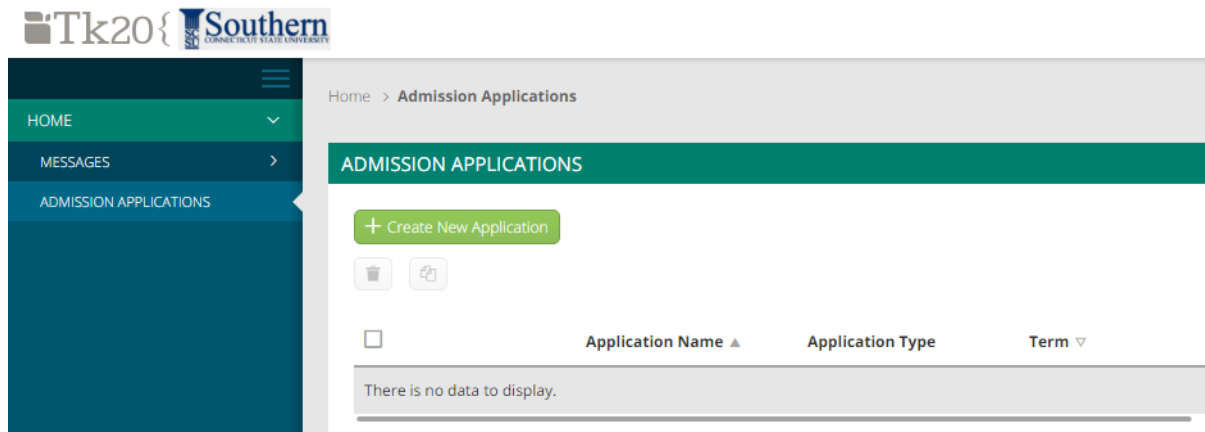 Tk20{ Southern
CONNECTICUT STATE UNIVERSITY
Home > Admission Applications
HOME
MESSAGES
ADMISSION APPLICATIONS
ADMISSION APPLICATIONS
+ Create New Application
Application Name ▲ Application Type Term ▽
There is no data to display.